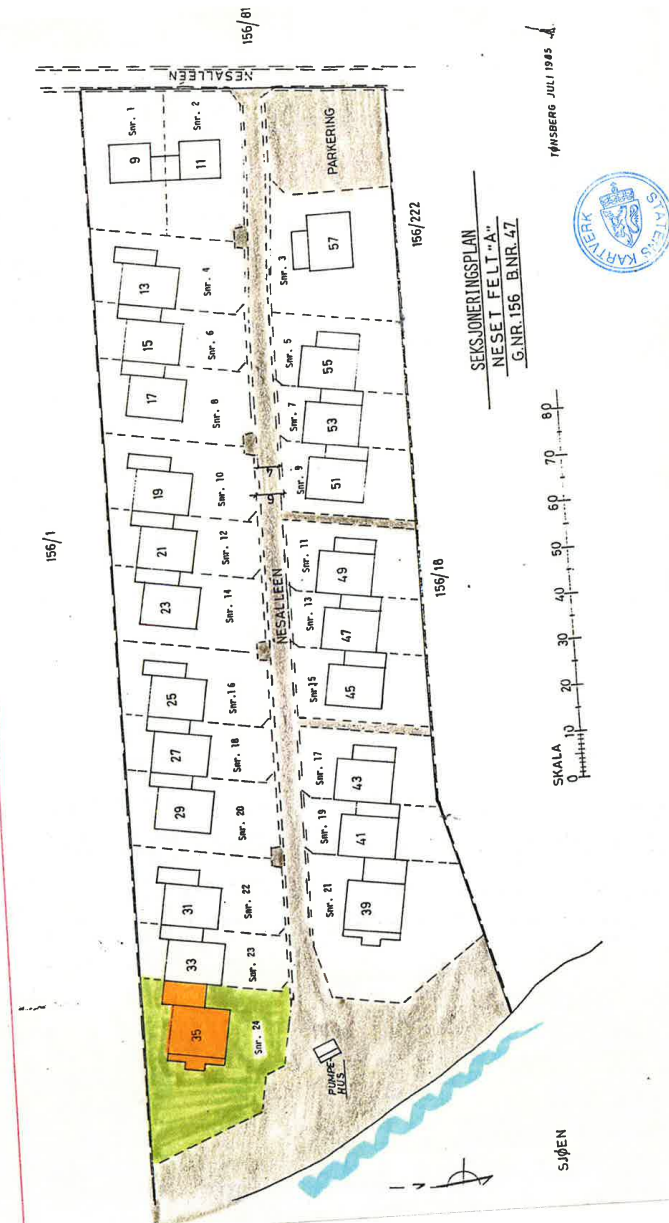 156/81
NESALLEEN
Snr. 1
Snr. 2
9
11
PARKERING
57
Snr. 3
156/222
13
Snr. 4
15
Snr. 6
17
Snr. 8
Snr. 5
55
Snr. 7
53
Snr. 9
51
19
Snr. 10
21
Snr. 12
23
Snr. 14
156/1
NESALLEEN
5
7
Snr. 11
49
Snr. 13
47
Snr. 15
45
156/18
25
Snr. 16
27
Snr. 18
29
Snr. 20
Snr. 17
43
Snr. 19
41
Snr. 21
39
31
Snr. 22
33
Snr. 23
35
Snr. 24
PUMPE-
HUS
SJØEN
SEKSJONERINGSPLAN
NESET FELT "A"
G.NR. 156 B.NR. 47
SKALA
0 10 20 30 40 50 60 70 80
TØNSBERG JULI 1985
STATENS KARTVERK